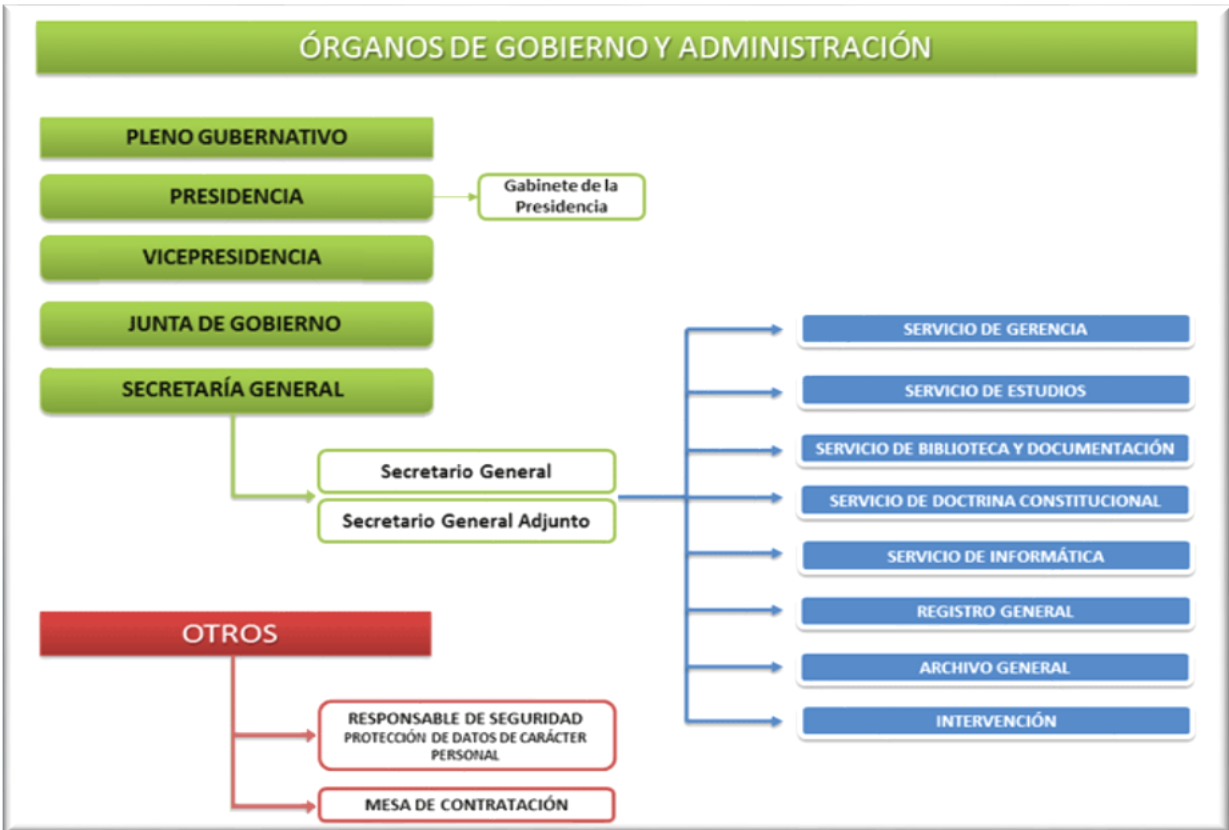 ÓRGANOS DE GOBIERNO Y ADMINISTRACIÓN
PLENO GUBERNATIVO
PRESIDENCIA
Gabinete de la
Presidencia
VICEPRESIDENCIA
JUNTA DE GOBIERNO
SECRETARÍA GENERAL
Secretario General
Secretario General Adjunto
SERVICIO DE GERENCIA
SERVICIO DE ESTUDIOS
SERVICIO DE BIBLIOTECA Y DOCUMENTACIÓN
SERVICIO DE DOCTRINA CONSTITUCIONAL
SERVICIO DE INFORMÁTICA
REGISTRO GENERAL
ARCHIVO GENERAL
INTERVENCIÓN
OTROS
RESPONSABLE DE SEGURIDAD
PROTECCIÓN DE DATOS DE CARÁCTER
PERSONAL
MESA DE CONTRATACIÓN